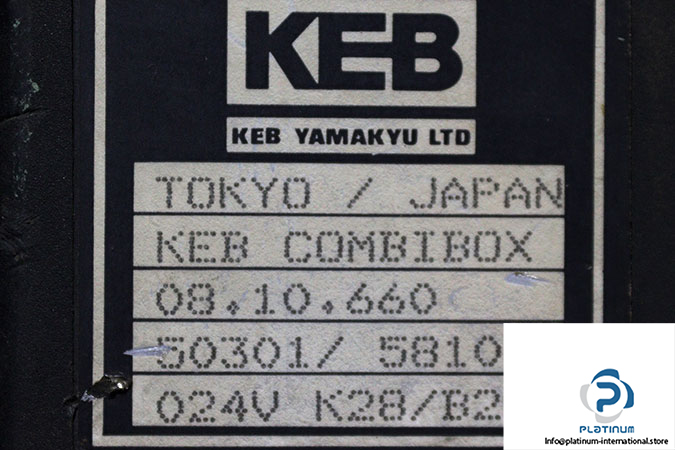 KEB
KEB YAMAKYU LTD
TOKYO / JAPAN
KEB COMBIBOX
08.10.660
50301/ 5810
024V K28/B2
PLATINUM
Info@platinum-international.store